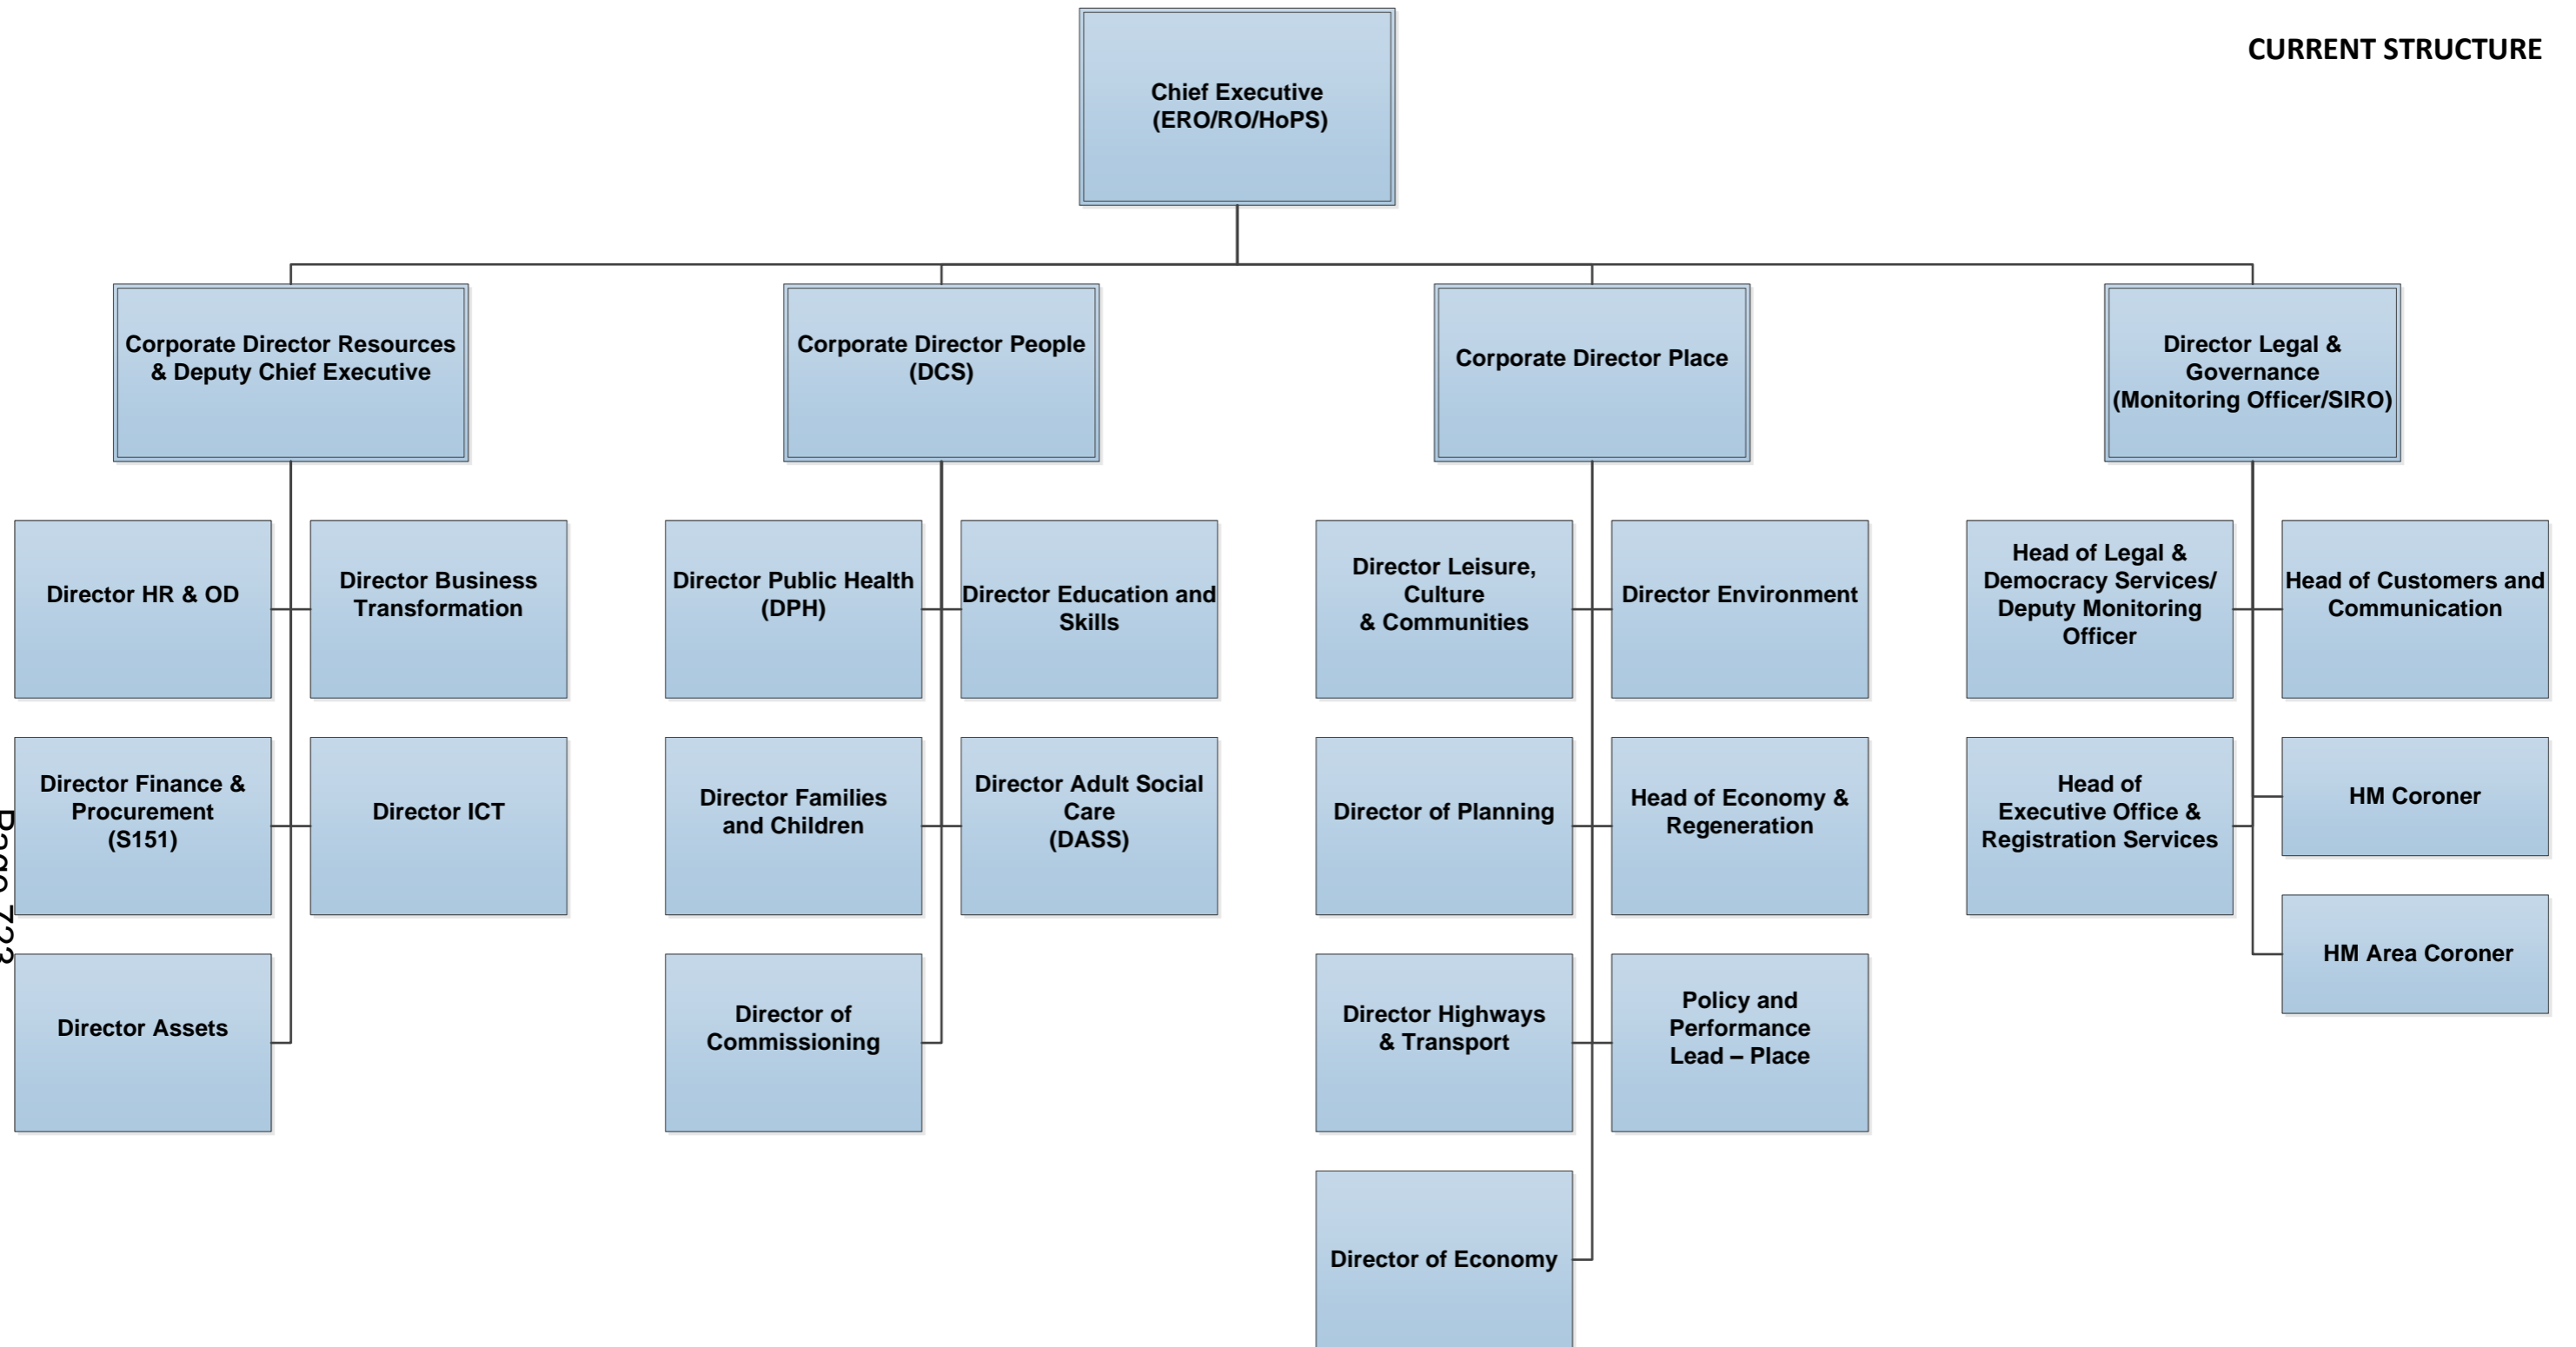 CURRENT STRUCTURE
Chief Executive
(ERO/RO/HoPS)
Corporate Director Resources
& Deputy Chief Executive
Corporate Director People
(DCS)
Corporate Director Place
Director Legal &
Governance
(Monitoring Officer/SIRO)
Director HR & OD
Director Business
Transformation
Director Public Health
(DPH)
Director Education and
Skills
Director Leisure,
Culture
& Communities
Director Environment
Head of Legal &
Democracy Services/
Deputy Monitoring
Officer
Head of Customers and
Communication
Director Finance &
Procurement
(S151)
Director ICT
Director Families
and Children
Director Adult Social
Care
(DASS)
Director of Planning
Head of Economy &
Regeneration
Head of
Executive Office &
Registration Services
HM Coroner
HM Area Coroner
Director Assets
Director of
Commissioning
Director Highways
& Transport
Policy and
Performance
Lead – Place
Director of Economy
Page 723